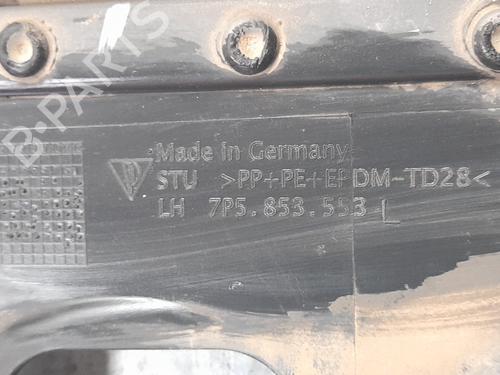 Made in Germany
STU >PP+PE+EPDM-TD28<
LH 7P5.853.553 L
B-PARTS